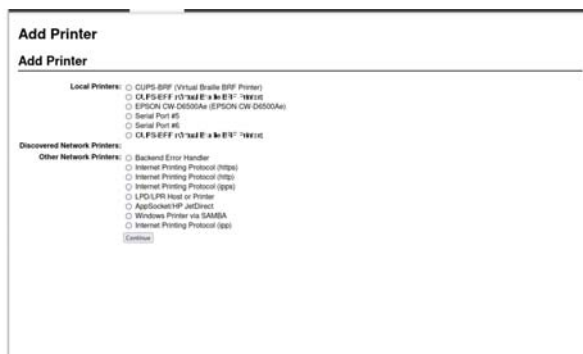 Add Printer
Add Printer
Local Printers: CUPS-BRF (Virtual Braille BRF Printer)
EPSON CW-D6500Ae (EPSON CW-D6500Ae)
Serial Port #5
Serial Port #6
Discovered Network Printers:
Other Network Printers: Backend Error Handler
Internet Printing Protocol (https)
Internet Printing Protocol (http)
Internet Printing Protocol (ipps)
LPD/LPR Host or Printer
AppSocket/HP JetDirect
Windows Printer via SAMBA
Internet Printing Protocol (ipp)
Continue